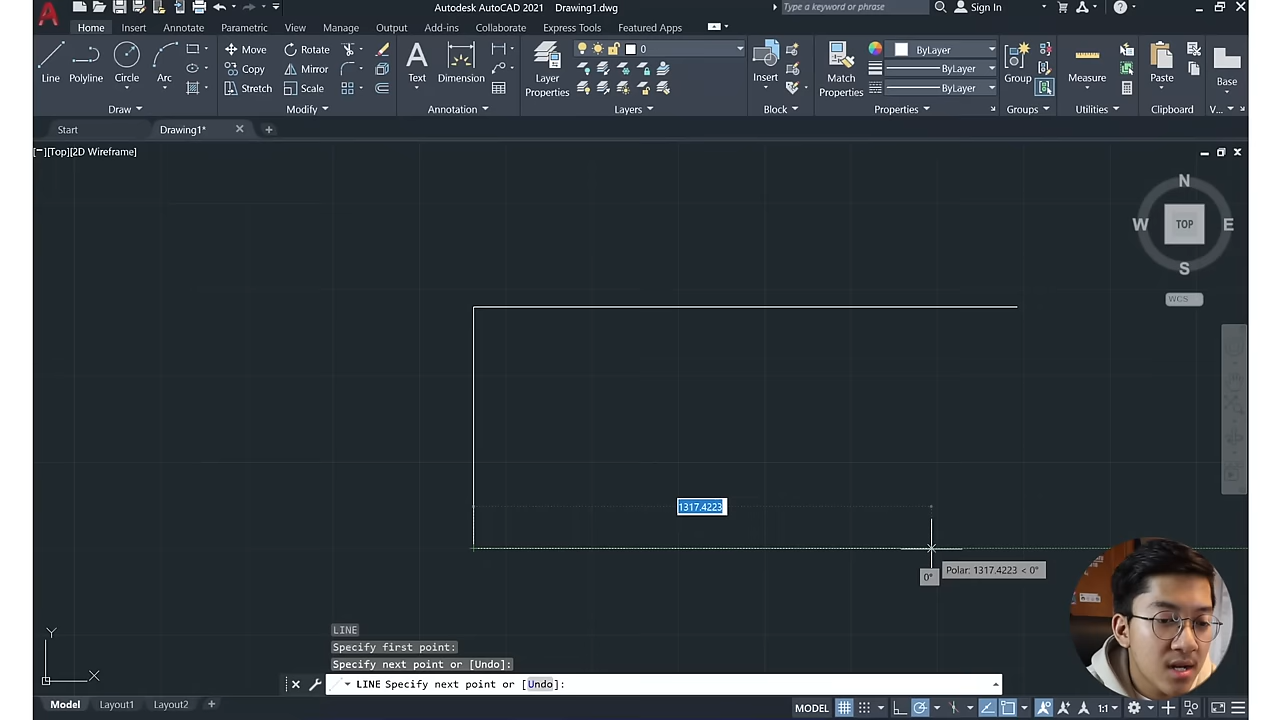 Autodesk AutoCAD 2021 Drawing1.dwg
Type a keyword or phrase
Sign In
Home Insert Annotate Parametric View Manage Output Add-ins Collaborate Express Tools Featured Apps
Line Polyline Circle Arc
Move Rotate
Copy Mirror
Stretch Scale
Text Dimension
Layer
Properties
0
Insert
Match
Properties
ByLayer
ByLayer
ByLayer
Group
Measure
Paste
Base
Draw Modify Annotation Layers Block Properties Groups Utilities Clipboard V...
Start Drawing1*
[−][Top][2D Wireframe]
N
W TOP E
S
WCS
1317.4223
Polar: 1317.4223 < 0°
0°
LINE
Specify first point:
Specify next point or [Undo]:
LINE Specify next point or [Undo]:
Y
X
Model Layout1 Layout2
MODEL 1:1